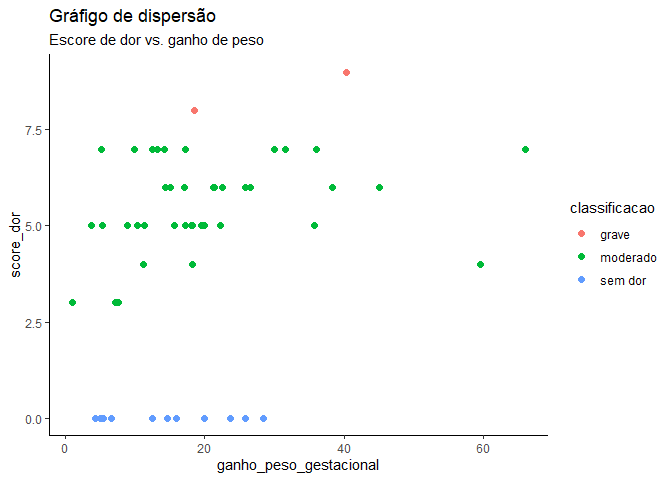 Gráfigo de dispersão
Escore de dor vs. ganho de peso
score_dor
7.5
5.0
2.5
0.0
0
20
40
60
ganho_peso_gestacional
classificacao
grave
moderado
sem dor